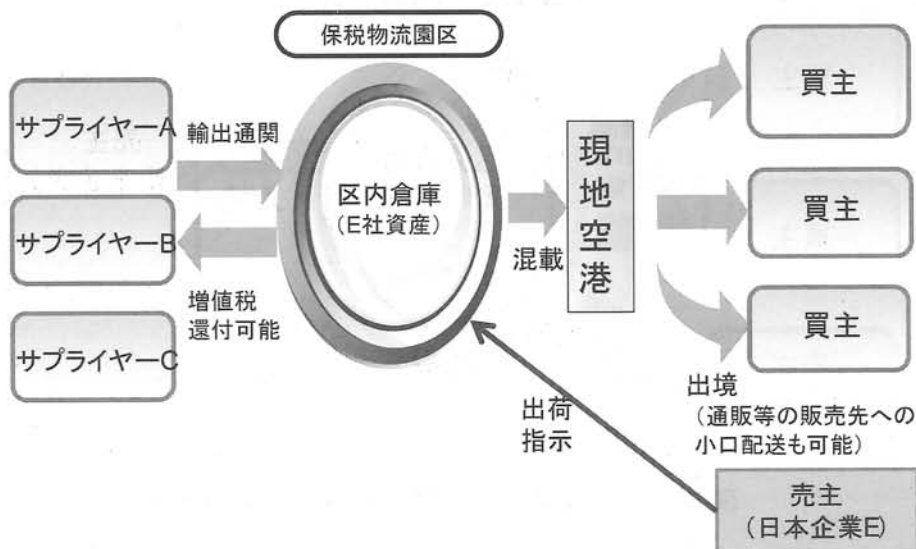 保税物流園区
サプライヤーA
サプライヤーB
サプライヤーC
輸出通関
増値税
還付可能
区内倉庫
(E社資産)
混載
現地空港
買主
買主
買主
出境
(通販等の販売先への
小口配送も可能)
出荷
指示
売主
(日本企業E)